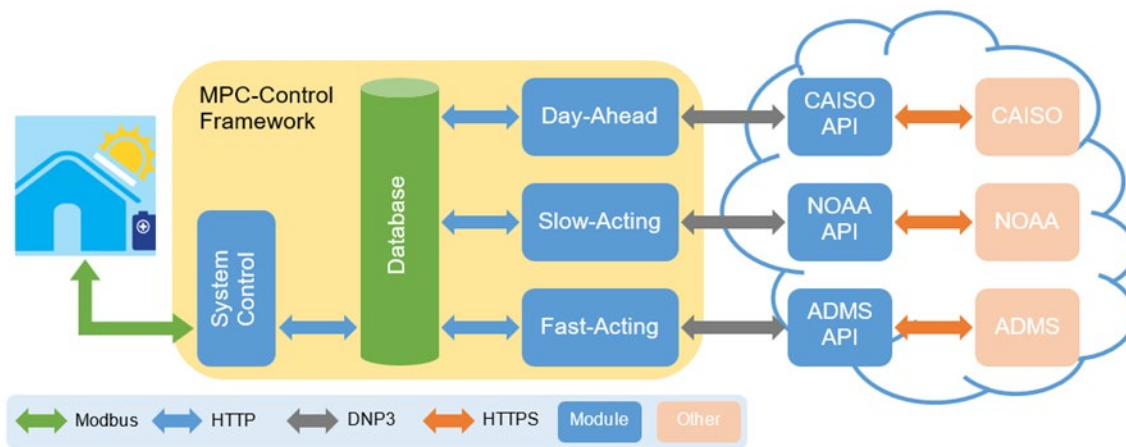 MPC-Control
Framework
System
Control
Database
Day-Ahead
Slow-Acting
Fast-Acting
CAISO
API
CAISO
NOAA
API
NOAA
ADMS
API
ADMS
Modbus
HTTP
DNP3
HTTPS
Module
Other